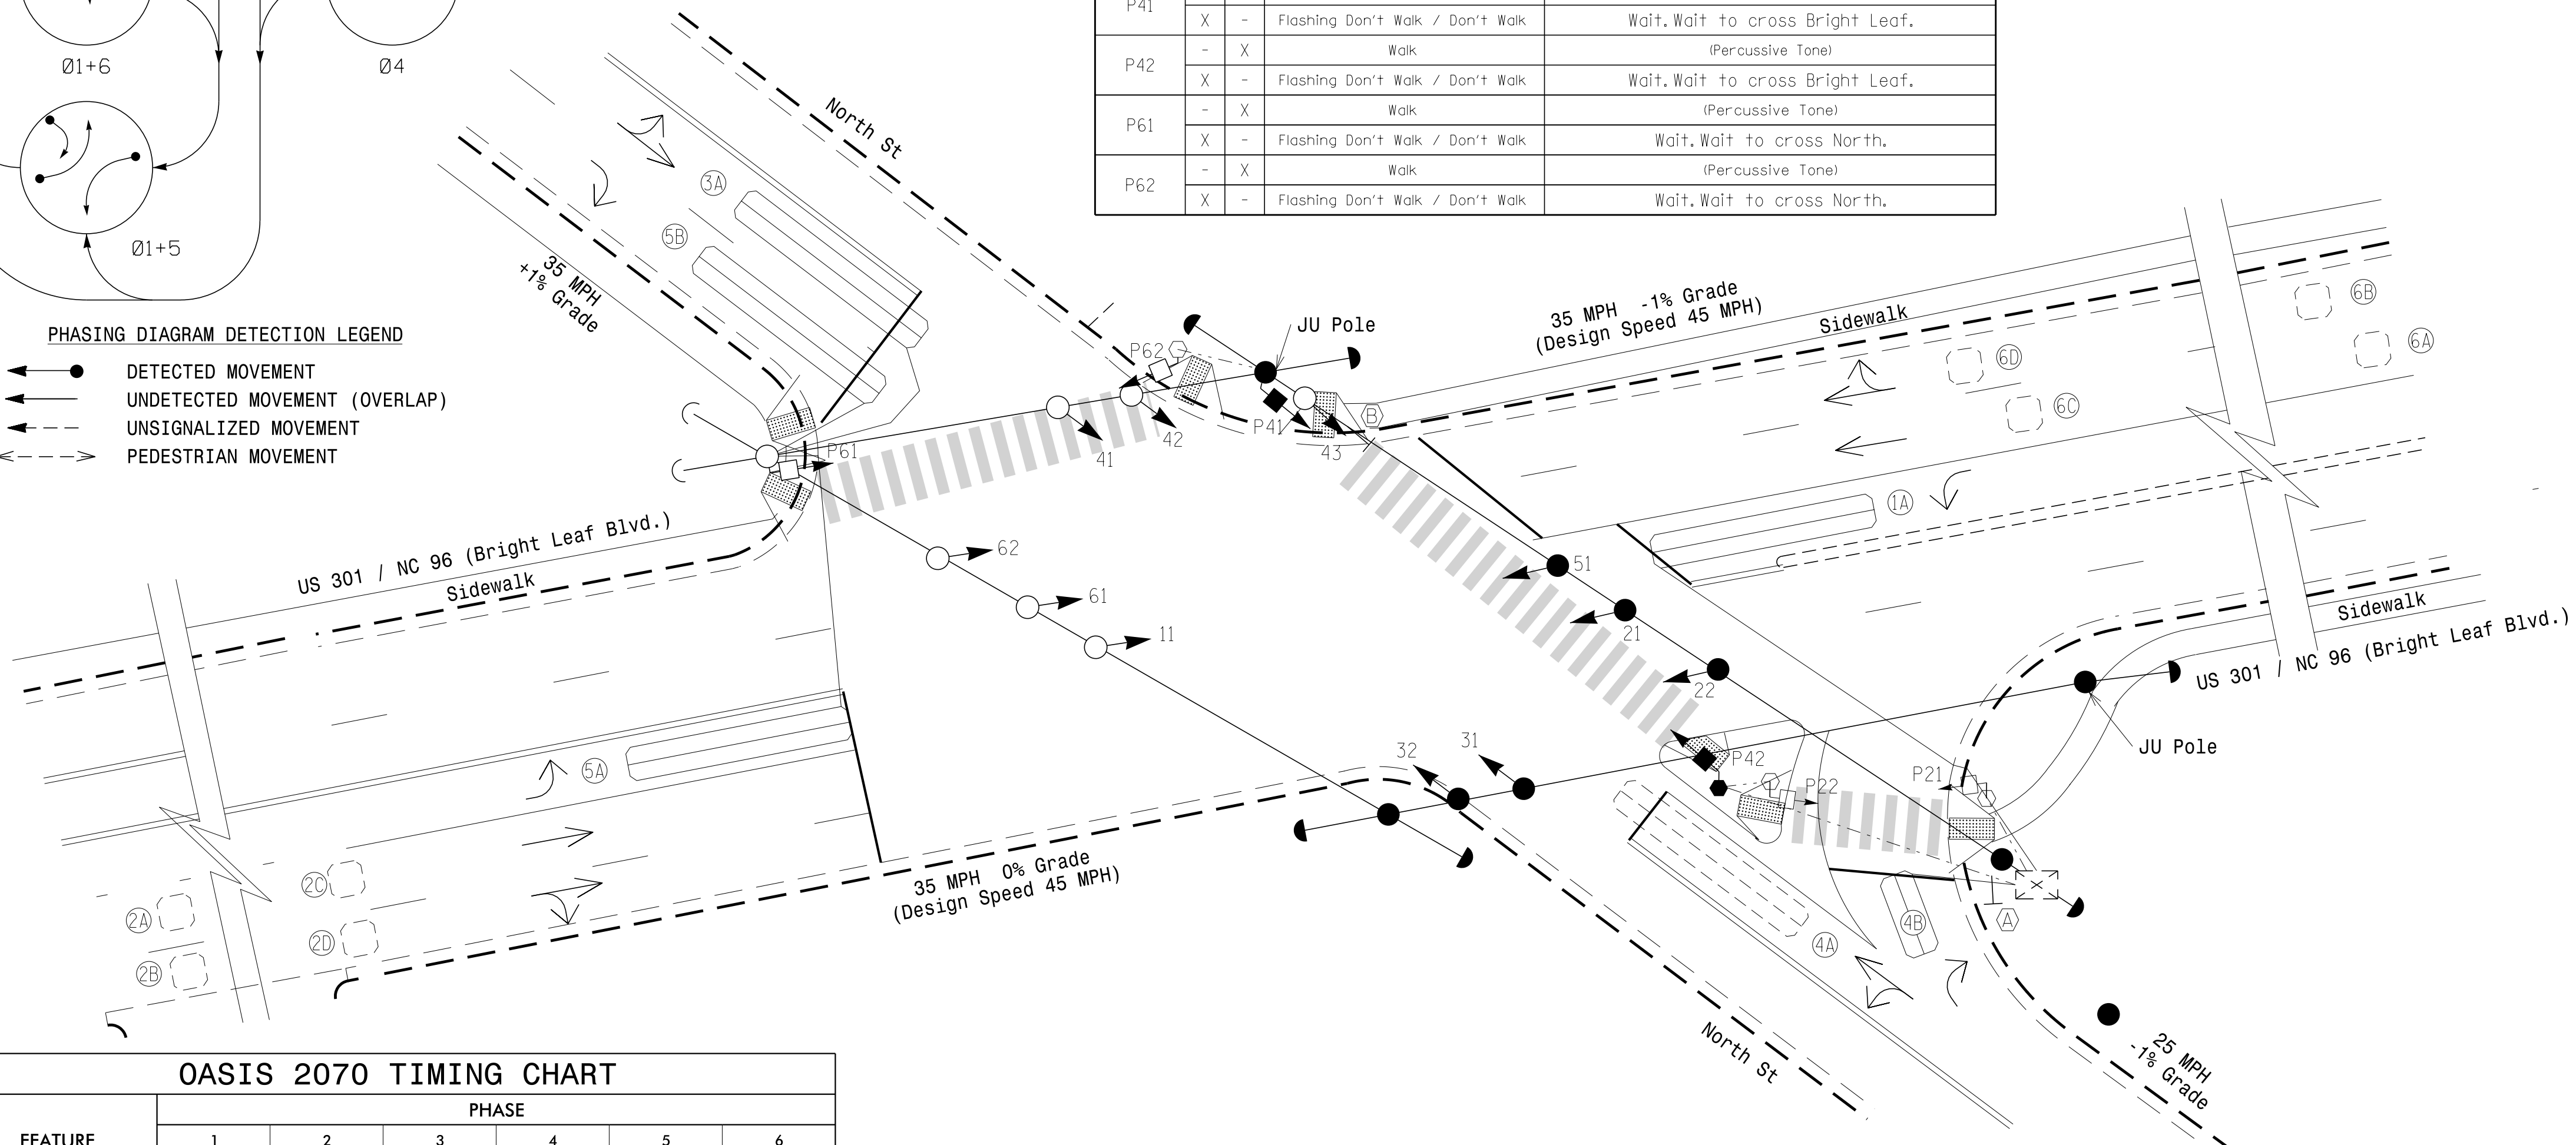 Ø1+6
Ø4
Ø1+5
PHASING DIAGRAM DETECTION LEGEND
DETECTED MOVEMENT
UNDETECTED MOVEMENT (OVERLAP)
UNSIGNALIZED MOVEMENT
PEDESTRIAN MOVEMENT
P41
X - Flashing Don't Walk / Don't Walk Wait. Wait to cross Bright Leaf.
P42
- X Walk (Percussive Tone)
X - Flashing Don't Walk / Don't Walk Wait. Wait to cross Bright Leaf.
P61
- X Walk (Percussive Tone)
X - Flashing Don't Walk / Don't Walk Wait. Wait to cross North.
P62
- X Walk (Percussive Tone)
X - Flashing Don't Walk / Don't Walk Wait. Wait to cross North.
North St
3A
5B
35 MPH
+1% Grade
P62
JU Pole
35 MPH -1% Grade
(Design Speed 45 MPH)
Sidewalk
6B
6A
6D
6C
P41
B
43
42
41
P61
1A
US 301 / NC 96 (Bright Leaf Blvd.)
Sidewalk
62
61
11
51
21
22
Sidewalk
US 301 / NC 96 (Bright Leaf Blvd.)
JU Pole
32
31
P42
P22
P21
5A
2C
2A
2D
2B
35 MPH 0% Grade
(Design Speed 45 MPH)
4A
4B
A
North St
25 MPH
-1% Grade
OASIS 2070 TIMING CHART
PHASE
FEATURE
1 2 3 4 5 6